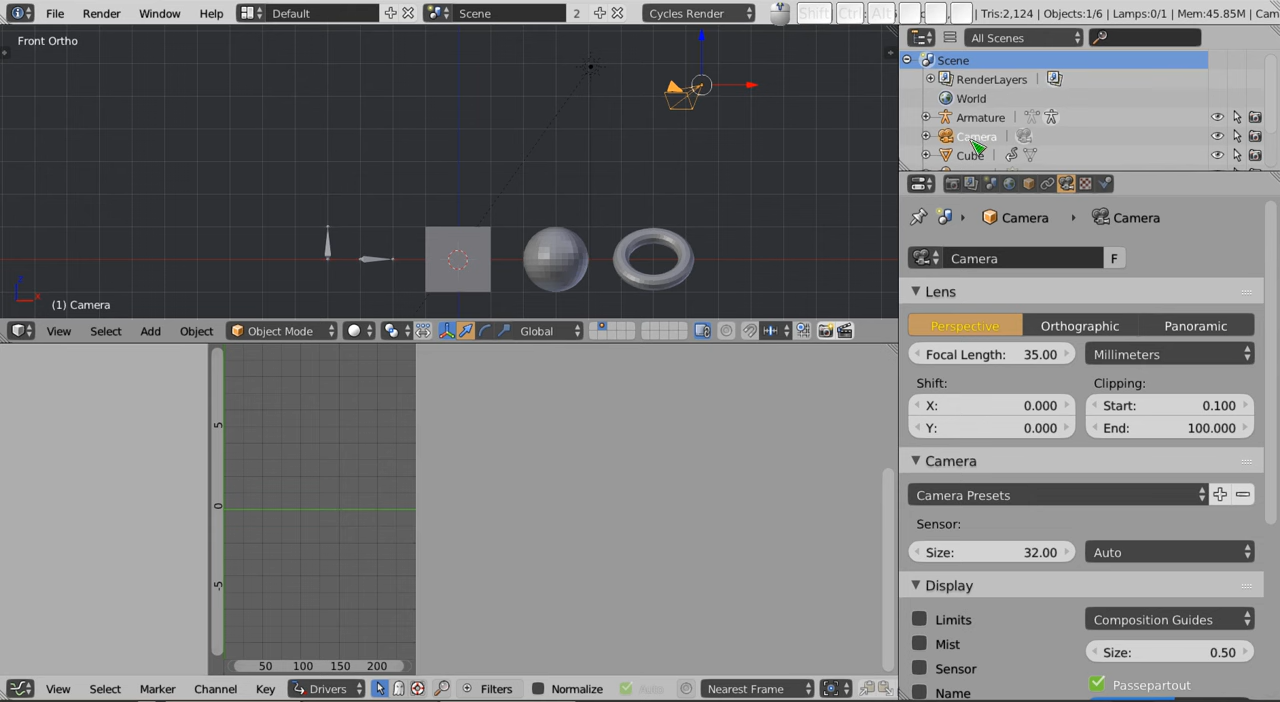 File Render Window Help Default Scene 2 Cycles Render Shift Ctrl Alt | Tris:2,124 | Objects:1/6 | Lamps:0/1 | Mem:45.85M | Cam
Front Ortho
(1) Camera
View Select Add Object Object Mode Global
5
0
-5
50 100 150 200
View Select Marker Channel Key Drivers Filters Normalize Auto Nearest Frame
All Scenes
Scene
RenderLayers |
World
Armature |
Camera |
Cube |
Camera Camera
Camera F
Lens
Perspective Orthographic Panoramic
Focal Length: 35.00 Millimeters
Shift: Clipping:
X: 0.000 Start: 0.100
Y: 0.000 End: 100.000
Camera
Camera Presets
Sensor:
Size: 32.00 Auto
Display
Limits Composition Guides
Mist Size: 0.50
Sensor
Passepartout
Name